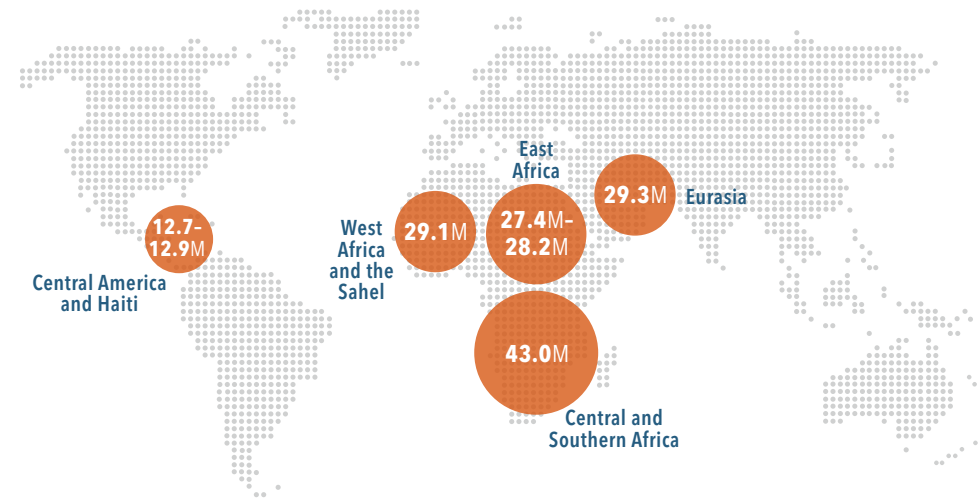 East
Africa
29.3M
Eurasia
12.7–
12.9M
Central America
and Haiti
West
Africa
and the
Sahel
29.1M
27.4M–
28.2M
43.0M
Central and
Southern Africa